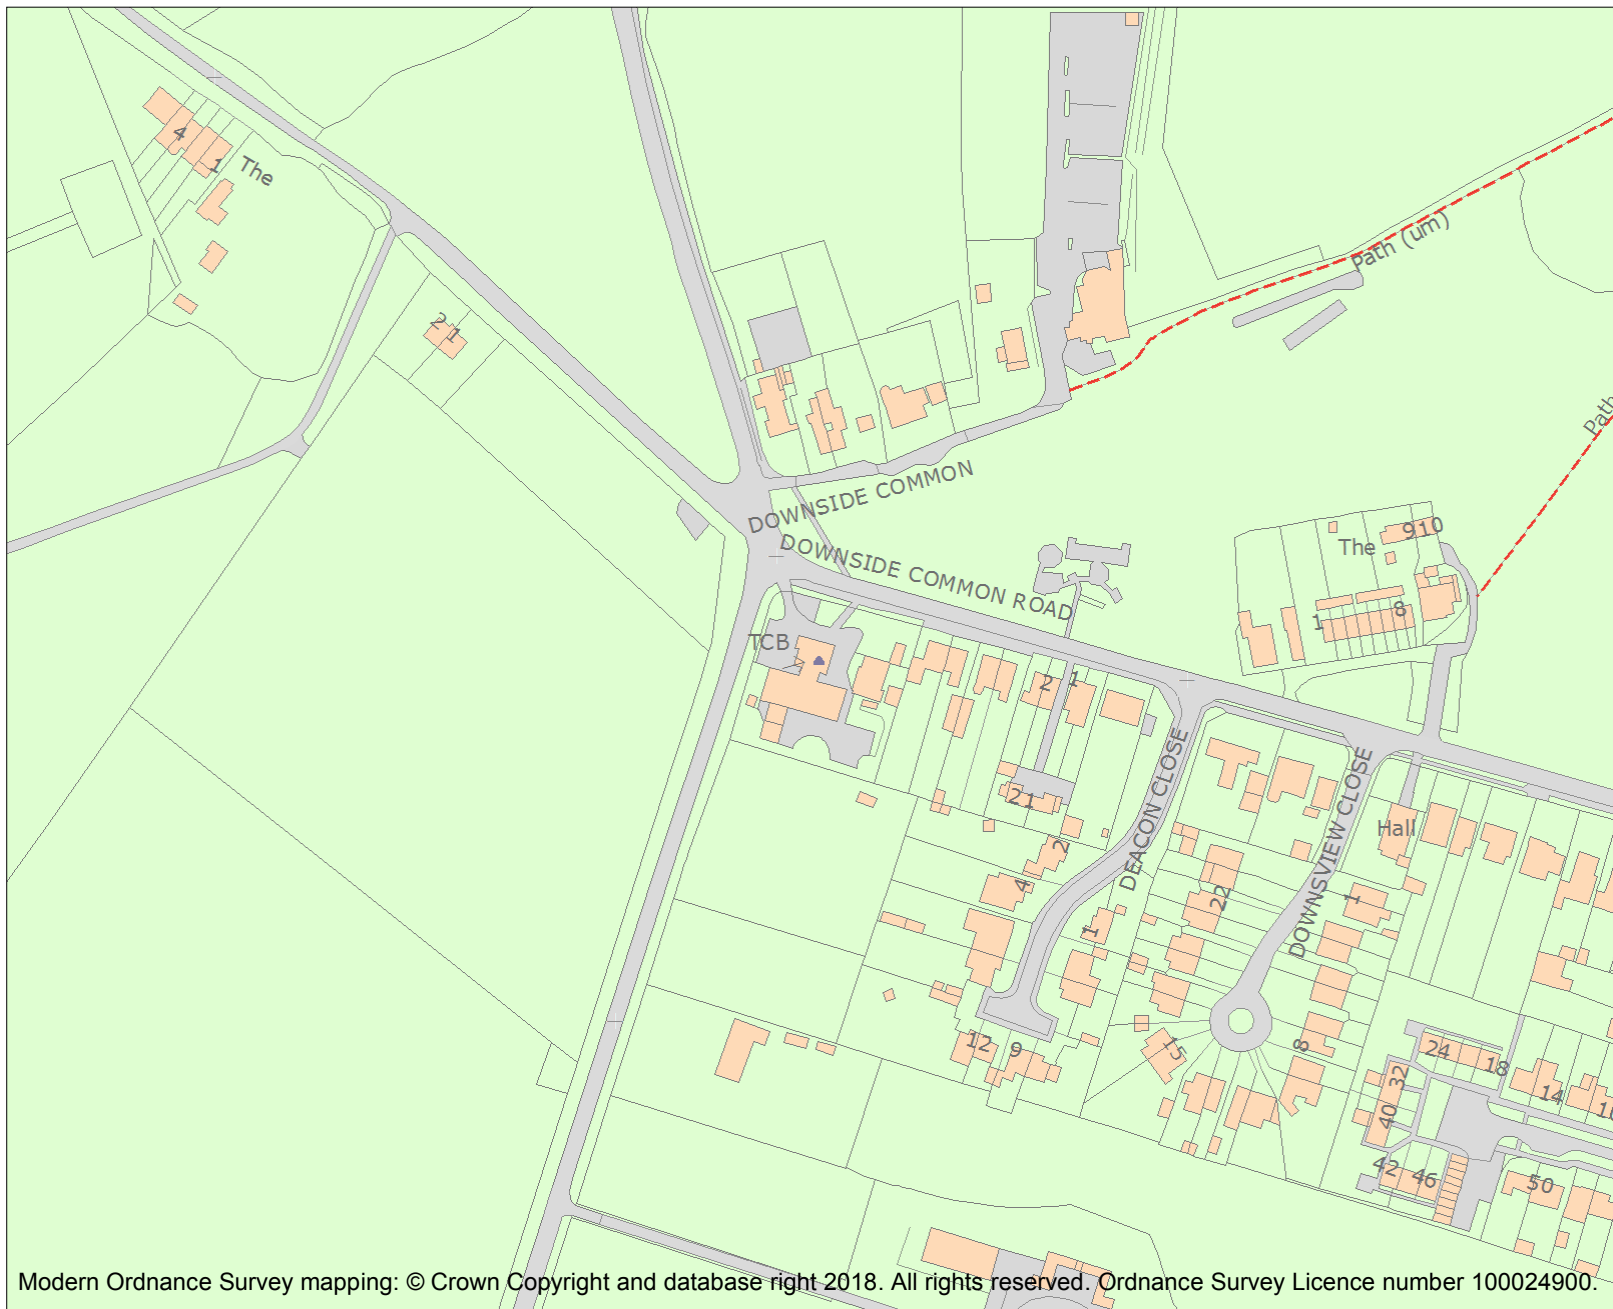 4
1
The
2 1
Path (um)
Path
DOWNSIDE COMMON
DOWNSIDE COMMON ROAD
910
The
1
8
TCB
2
1
21
DEACON CLOSE
DOWNSVIEW CLOSE
Hall
2
4
22
1
1
12
9
15
8
24
18
32
14
40
42
46
50
Modern Ordnance Survey mapping: © Crown Copyright and database right 2018. All rights reserved. Ordnance Survey Licence number 100024900.